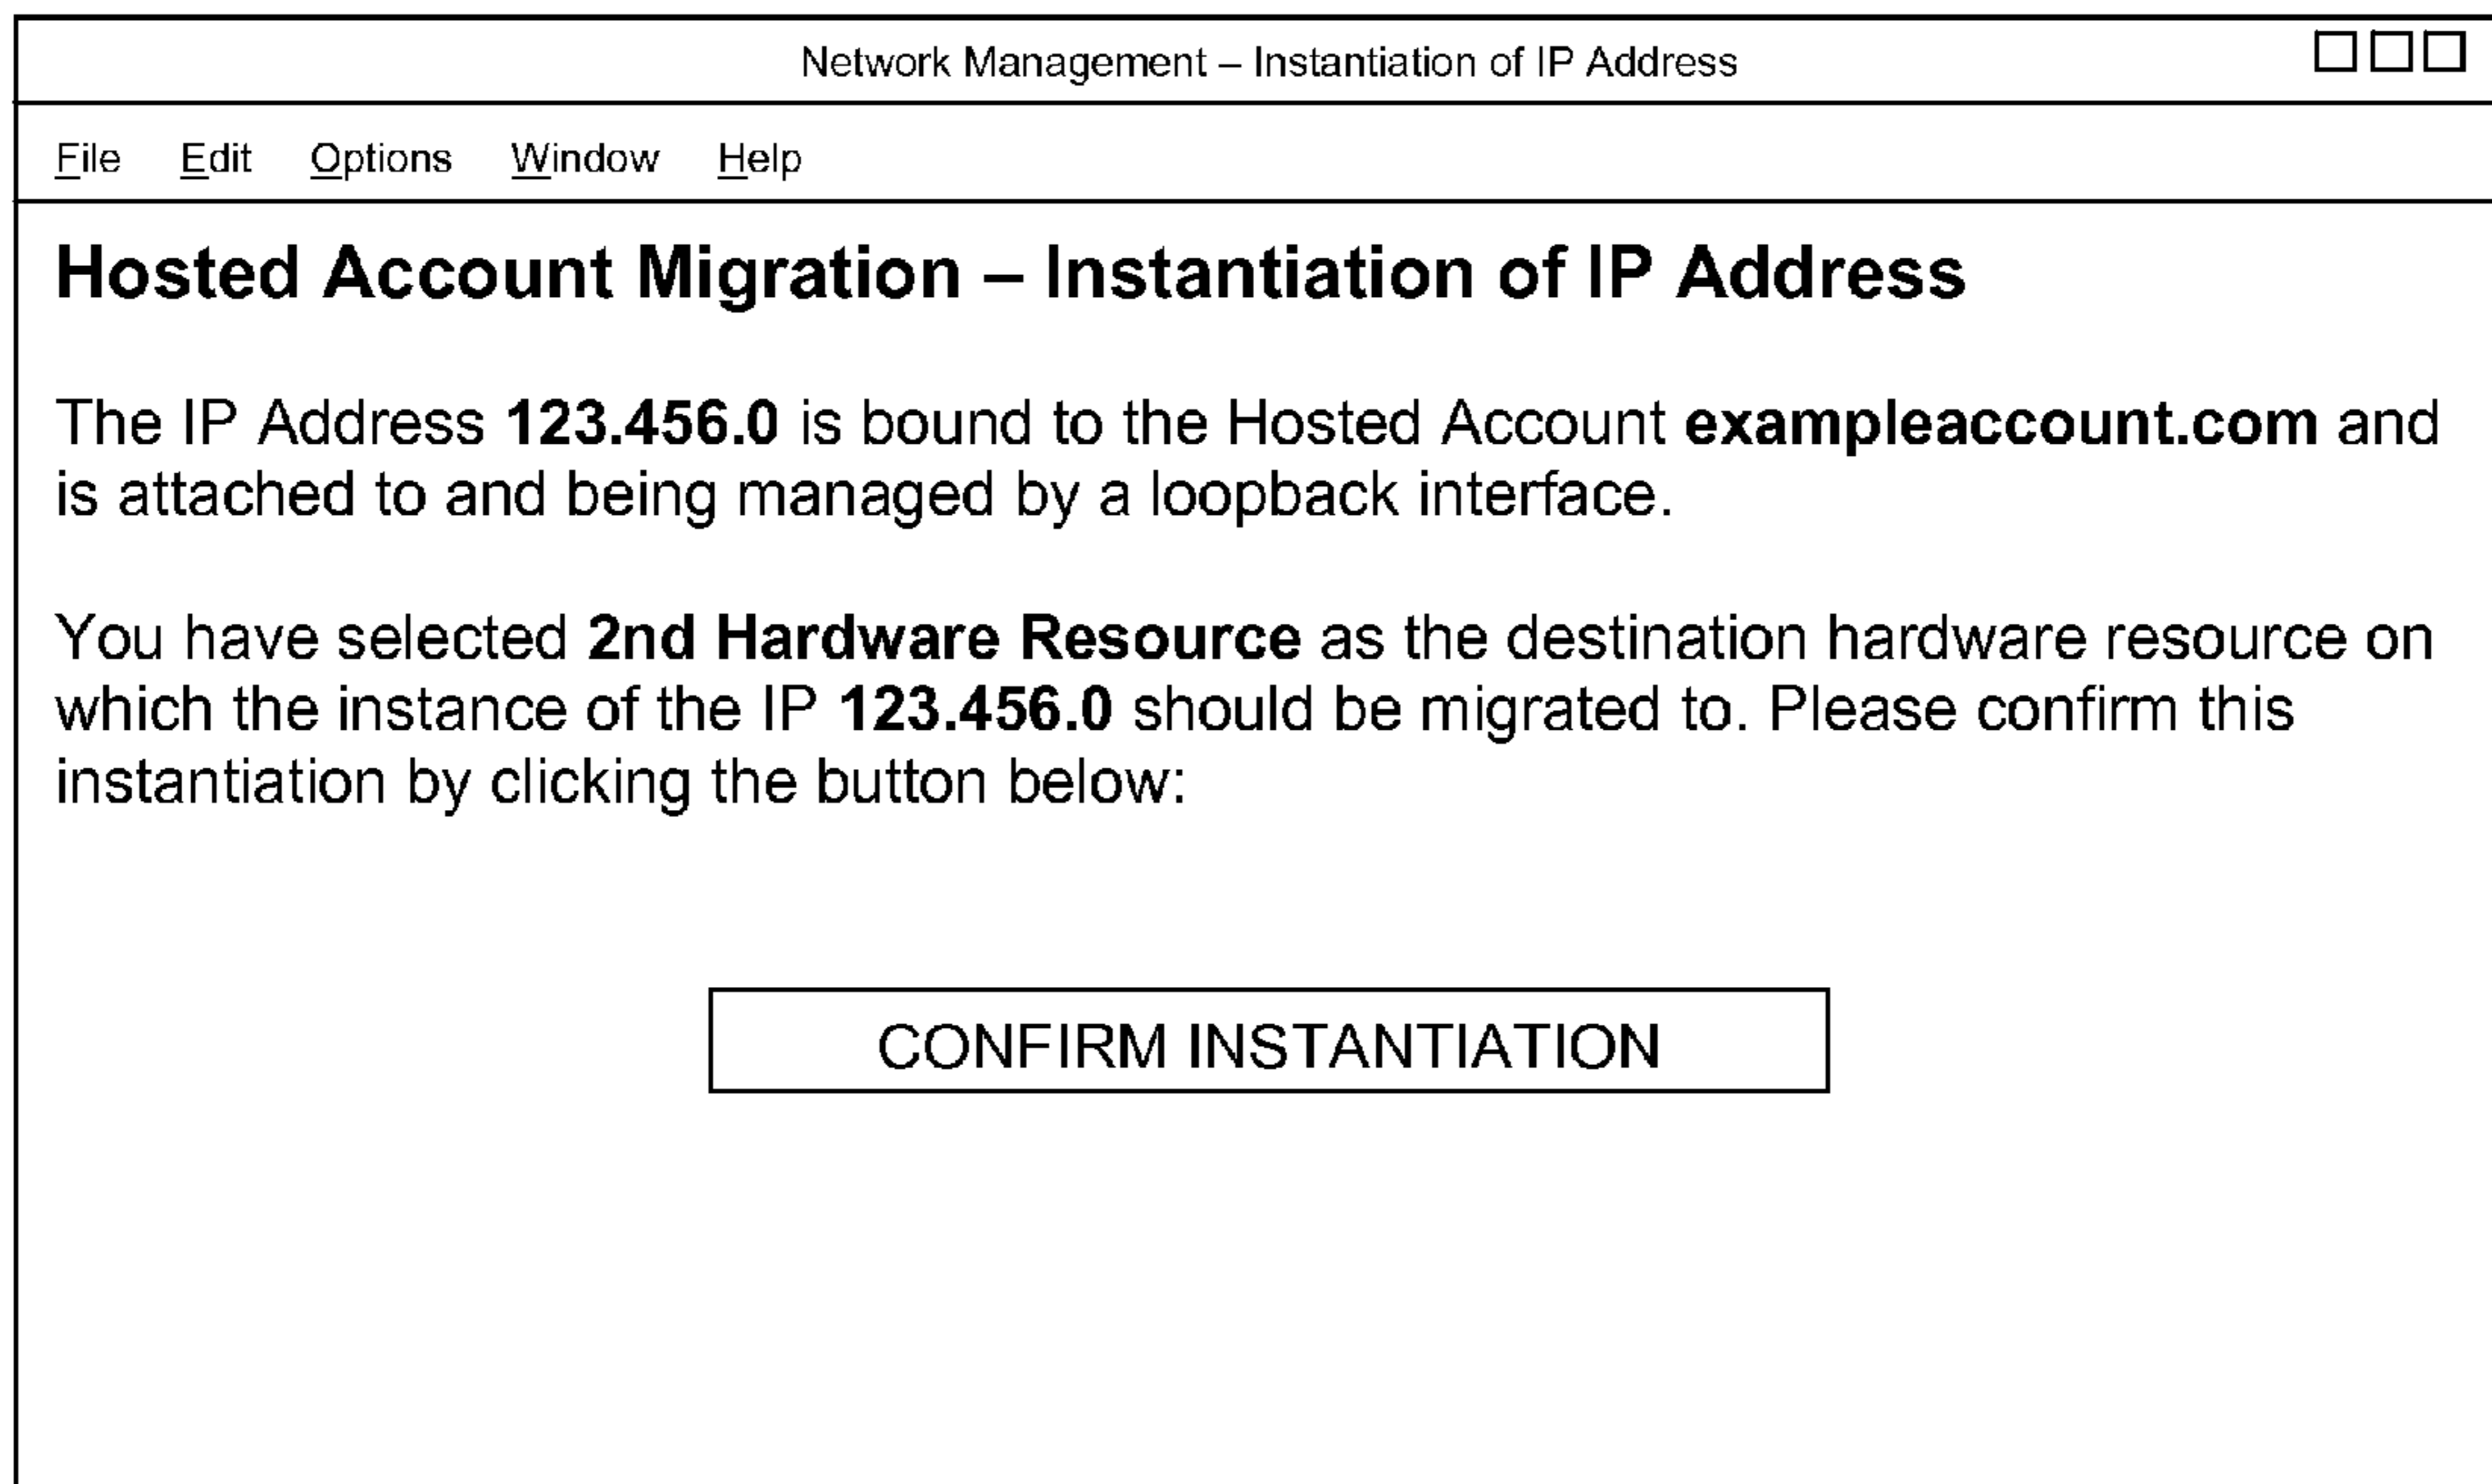 Network Management – Instantiation of IP Address
File Edit Options Window Help
Hosted Account Migration – Instantiation of IP Address
The IP Address 123.456.0 is bound to the Hosted Account exampleaccount.com and
is attached to and being managed by a loopback interface.
You have selected 2nd Hardware Resource as the destination hardware resource on
which the instance of the IP 123.456.0 should be migrated to. Please confirm this
instantiation by clicking the button below:
CONFIRM INSTANTIATION